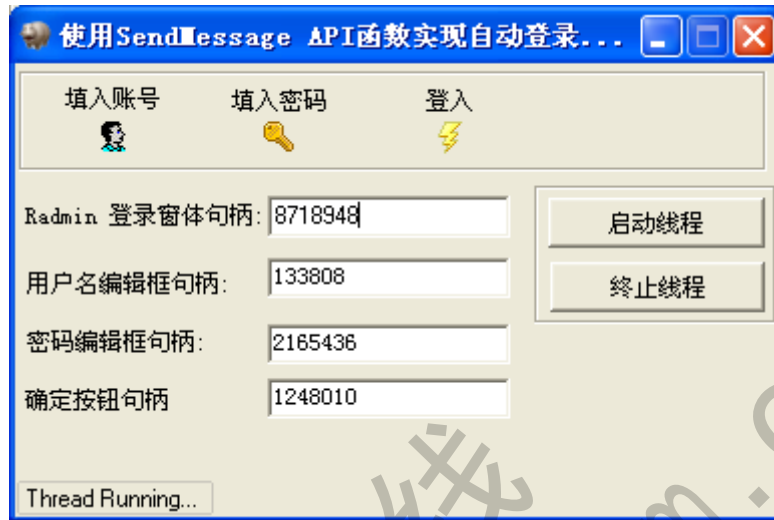 使用SendMessage API函数实现自动登录...
填入账号 填入密码 登入
Radmin 登录窗体句柄: 8718948
启动线程
用户名编辑框句柄: 133808
终止线程
密码编辑框句柄: 2165436
确定按钮句柄 1248010
Thread Running...
线